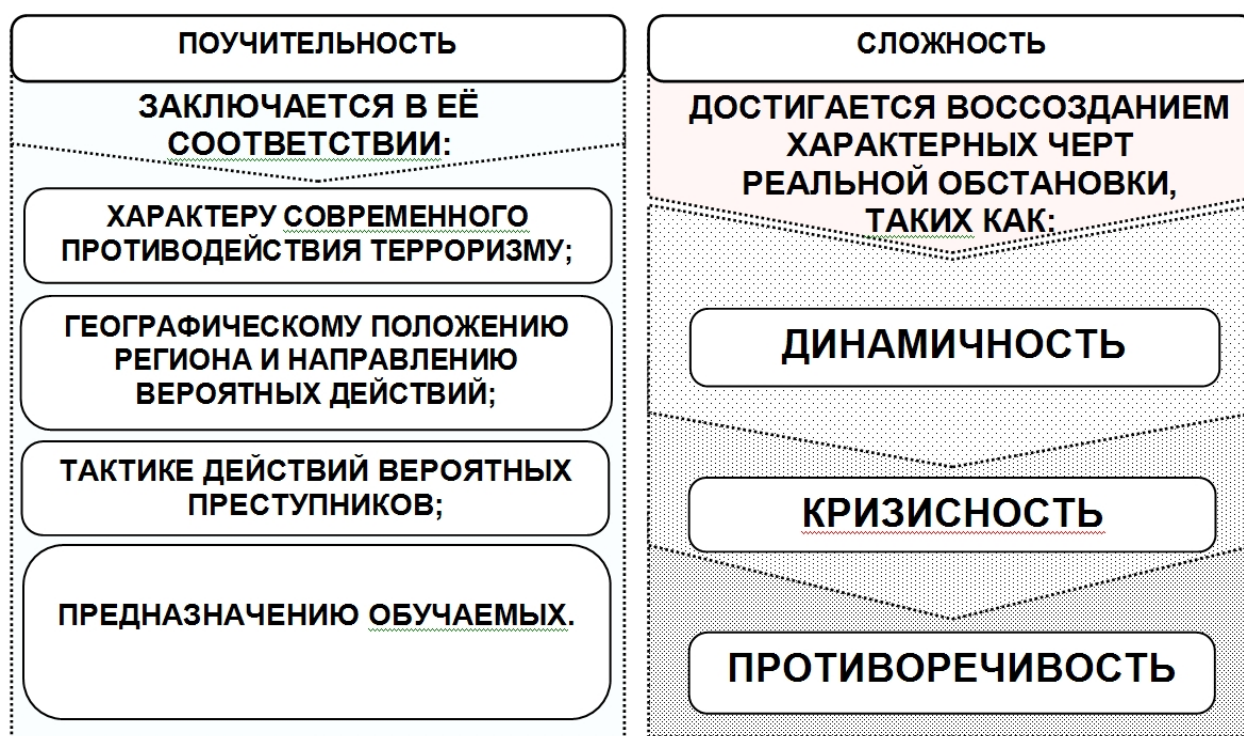 ПОУЧИТЕЛЬНОСТЬ
ЗАКЛЮЧАЕТСЯ В ЕЁ
СООТВЕТСТВИИ:
ХАРАКТЕРУ СОВРЕМЕННОГО
ПРОТИВОДЕЙСТВИЯ ТЕРРОРИЗМУ;
ГЕОГРАФИЧЕСКОМУ ПОЛОЖЕНИЮ
РЕГИОНА И НАПРАВЛЕНИЮ
ВЕРОЯТНЫХ ДЕЙСТВИЙ;
ТАКТИКЕ ДЕЙСТВИЙ ВЕРОЯТНЫХ
ПРЕСТУПНИКОВ;
ПРЕДНАЗНАЧЕНИЮ ОБУЧАЕМЫХ.
СЛОЖНОСТЬ
ДОСТИГАЕТСЯ ВОССОЗДАНИЕМ
ХАРАКТЕРНЫХ ЧЕРТ
РЕАЛЬНОЙ ОБСТАНОВКИ,
ТАКИХ КАК:
ДИНАМИЧНОСТЬ
КРИЗИСНОСТЬ
ПРОТИВОРЕЧИВОСТЬ